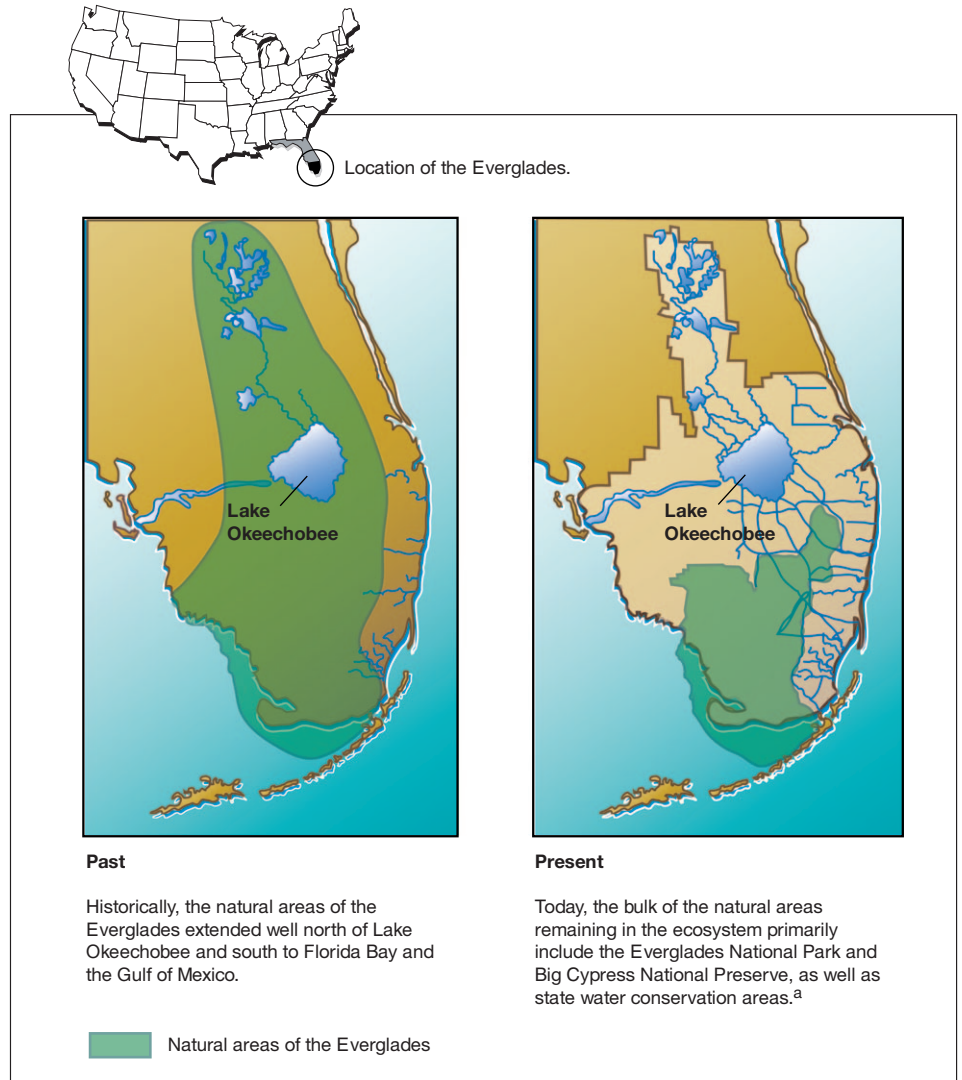 Location of the Everglades.
Lake
Okeechobee
Lake
Okeechobee
Past
Historically, the natural areas of the
Everglades extended well north of Lake
Okeechobee and south to Florida Bay and
the Gulf of Mexico.
Present
Today, the bulk of the natural areas
remaining in the ecosystem primarily
include the Everglades National Park and
Big Cypress National Preserve, as well as
state water conservation areas.a
Natural areas of the Everglades